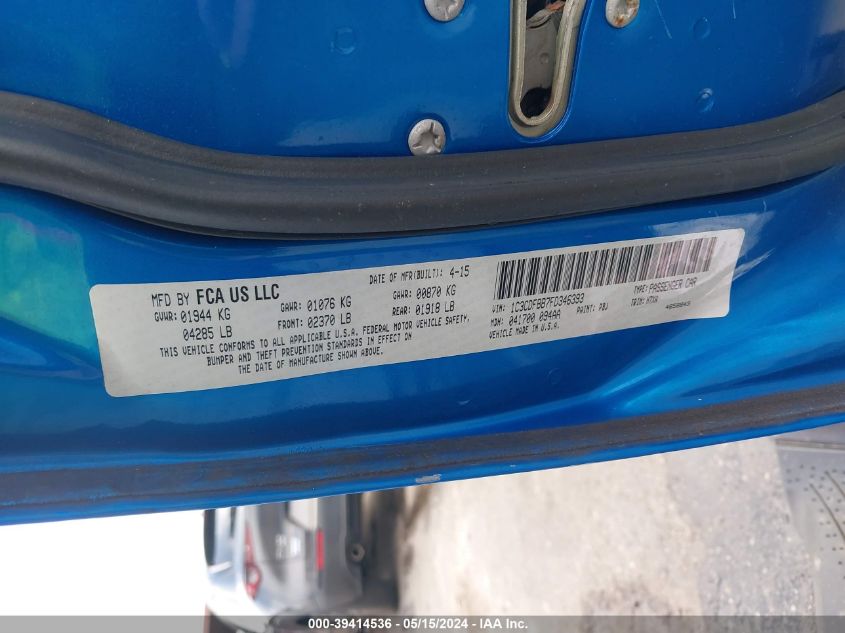 MFD BY FCA US LLC
DATE OF MFR(BUILT): 4-15
GVWR: 01944 KG
GAWR: 01076 KG
GAWR: 00870 KG
04285 LB
FRONT: 02370 LB
REAR: 01918 LB
THIS VEHICLE CONFORMS TO ALL APPLICABLE U.S.A. FEDERAL MOTOR VEHICLE SAFETY,
BUMPER AND THEFT PREVENTION STANDARDS IN EFFECT ON
THE DATE OF MANUFACTURE SHOWN ABOVE.
VIN: 1C3CDFBB7FD346393
TYPE: PASSENGER CAR
MDH: 041700 094AA
PAINT: PBJ
TRIM: HTX9
VEHICLE MADE IN U.S.A.
000-39414536 - 05/15/2024 - IAA Inc.